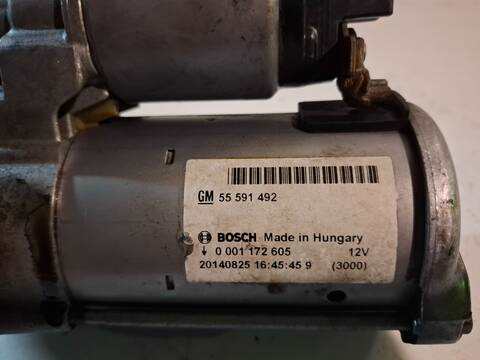 GM 55 591 492
BOSCH Made in Hungary
0 001 172 605 12V
20140825 16:45:45 9 (3000)